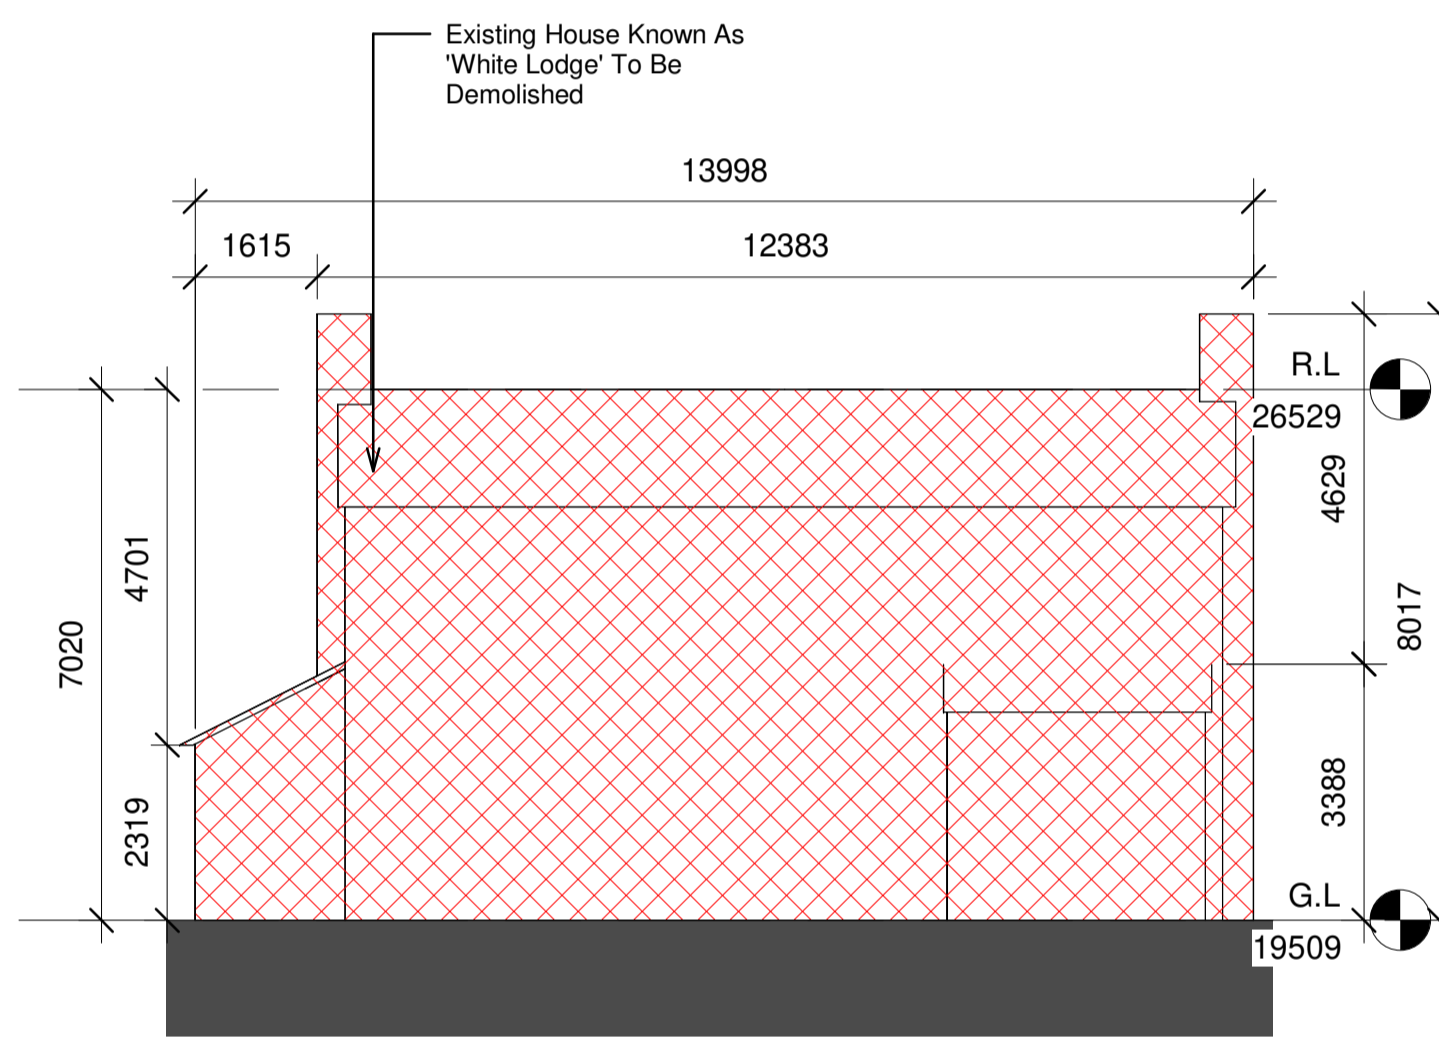 Existing House Known As
'White Lodge' To Be
Demolished
13998
1615
12383
R.L
26529
4629
4701
7020
8017
2319
3388
G.L
19509